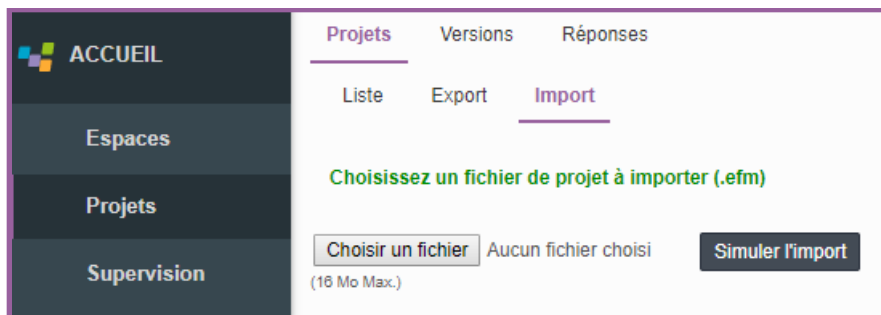 ACCUEIL
Espaces
Projets
Supervision
Projets Versions Réponses
Liste Export Import
Choisissez un fichier de projet à importer (.efm)
Choisir un fichier Aucun fichier choisi Simuler l'import
(16 Mo Max.)